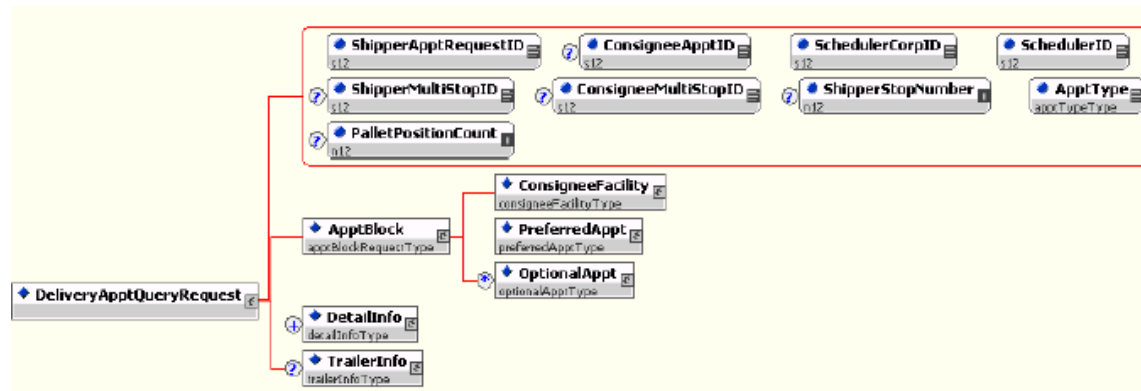 ShipperApptRequestID ConsigneeApptID SchedulerCorpID SchedulerID
s12 s12 s12 s12
ShipperMultiStopID ConsigneeMultiStopID ShipperStopNumber ApptType
s12 s12 n12 apptTypeType
PalletPositionCount
n12
ConsigneeFacility
consigneeFacilityType
ApptBlock PreferredAppt
apptBlockRequestType preferredApptType
OptionalAppt
optionalApptType
DeliveryApptQueryRequest
DetailInfo
detailInfoType
TrailerInfo
trailerInfoType